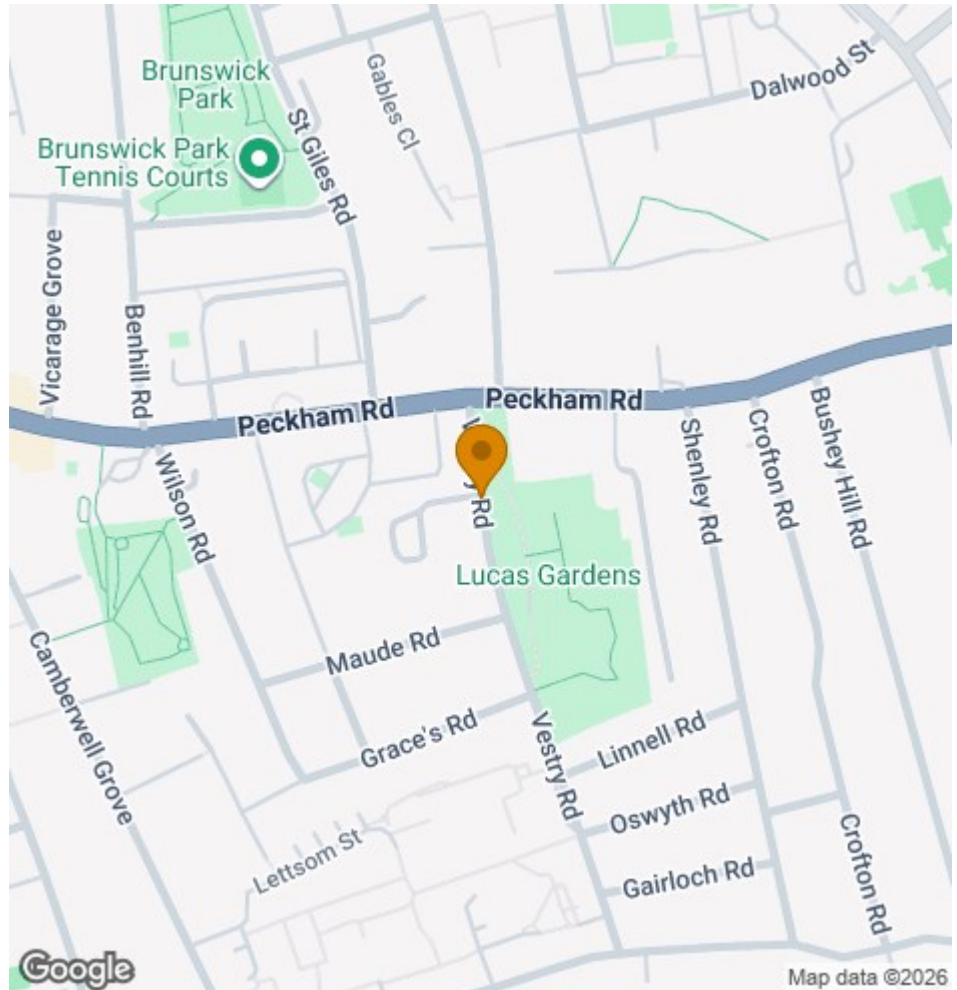 Brunswick
Park
Brunswick Park
Tennis Courts
St Giles Rd
Gables Cl
Dalwood St
Vicarage Grove
Benhill Rd
Peckham Rd
Peckham Rd
Wilson Rd
Rd
Shenley Rd
Crofton Rd
Bushey Hill Rd
Lucas Gardens
Maude Rd
Camberwell Grove
Grace's Rd
Vestry Rd
Linnell Rd
Oswyth Rd
Lettsom St
Gairloch Rd
Crofton Rd
Google
Map data ©2026